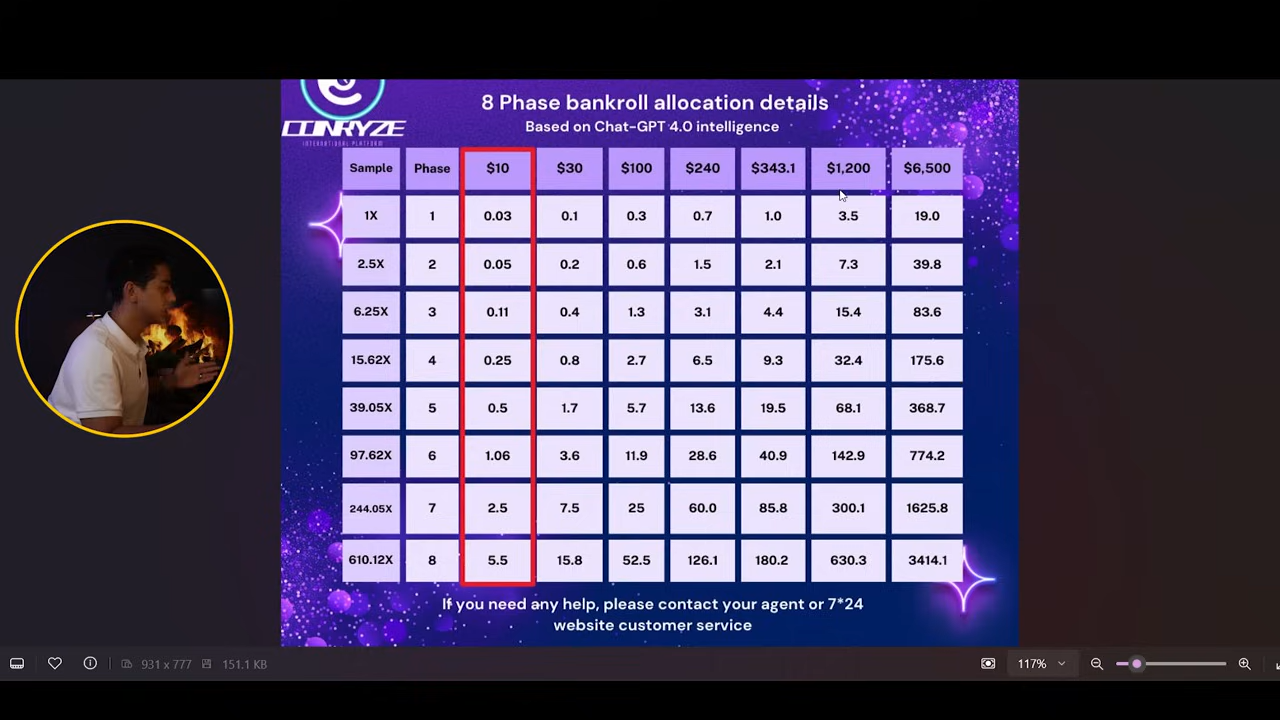 CONRYZE
INTERNATIONAL PLATFORM
8 Phase bankroll allocation details
Based on Chat-GPT 4.0 intelligence
Sample Phase $10 $30 $100 $240 $343.1 $1,200 $6,500
1X 1 0.03 0.1 0.3 0.7 1.0 3.5 19.0
2.5X 2 0.05 0.2 0.6 1.5 2.1 7.3 39.8
6.25X 3 0.11 0.4 1.3 3.1 4.4 15.4 83.6
15.62X 4 0.25 0.8 2.7 6.5 9.3 32.4 175.6
39.05X 5 0.5 1.7 5.7 13.6 19.5 68.1 368.7
97.62X 6 1.06 3.6 11.9 28.6 40.9 142.9 774.2
244.05X 7 2.5 7.5 25 60.0 85.8 300.1 1625.8
610.12X 8 5.5 15.8 52.5 126.1 180.2 630.3 3414.1
If you need any help, please contact your agent or 7*24
website customer service
931 x 777 151.1 KB 117%